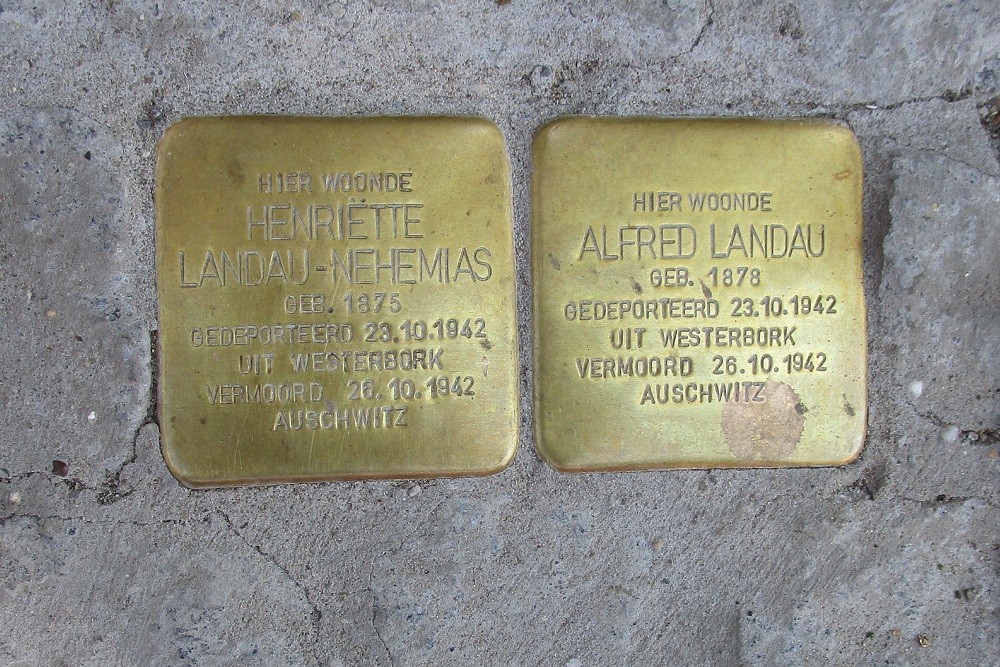 HIER WOONDE
HENRIËTTE
LANDAU-NEHEMIAS
GEB. 1875
GEDEPORTEERD 23.10.1942
UIT WESTERBORK
VERMOORD 26.10.1942
AUSCHWITZ
HIER WOONDE
ALFRED LANDAU
GEB. 1878
GEDEPORTEERD 23.10.1942
UIT WESTERBORK
VERMOORD 26.10.1942
AUSCHWITZ